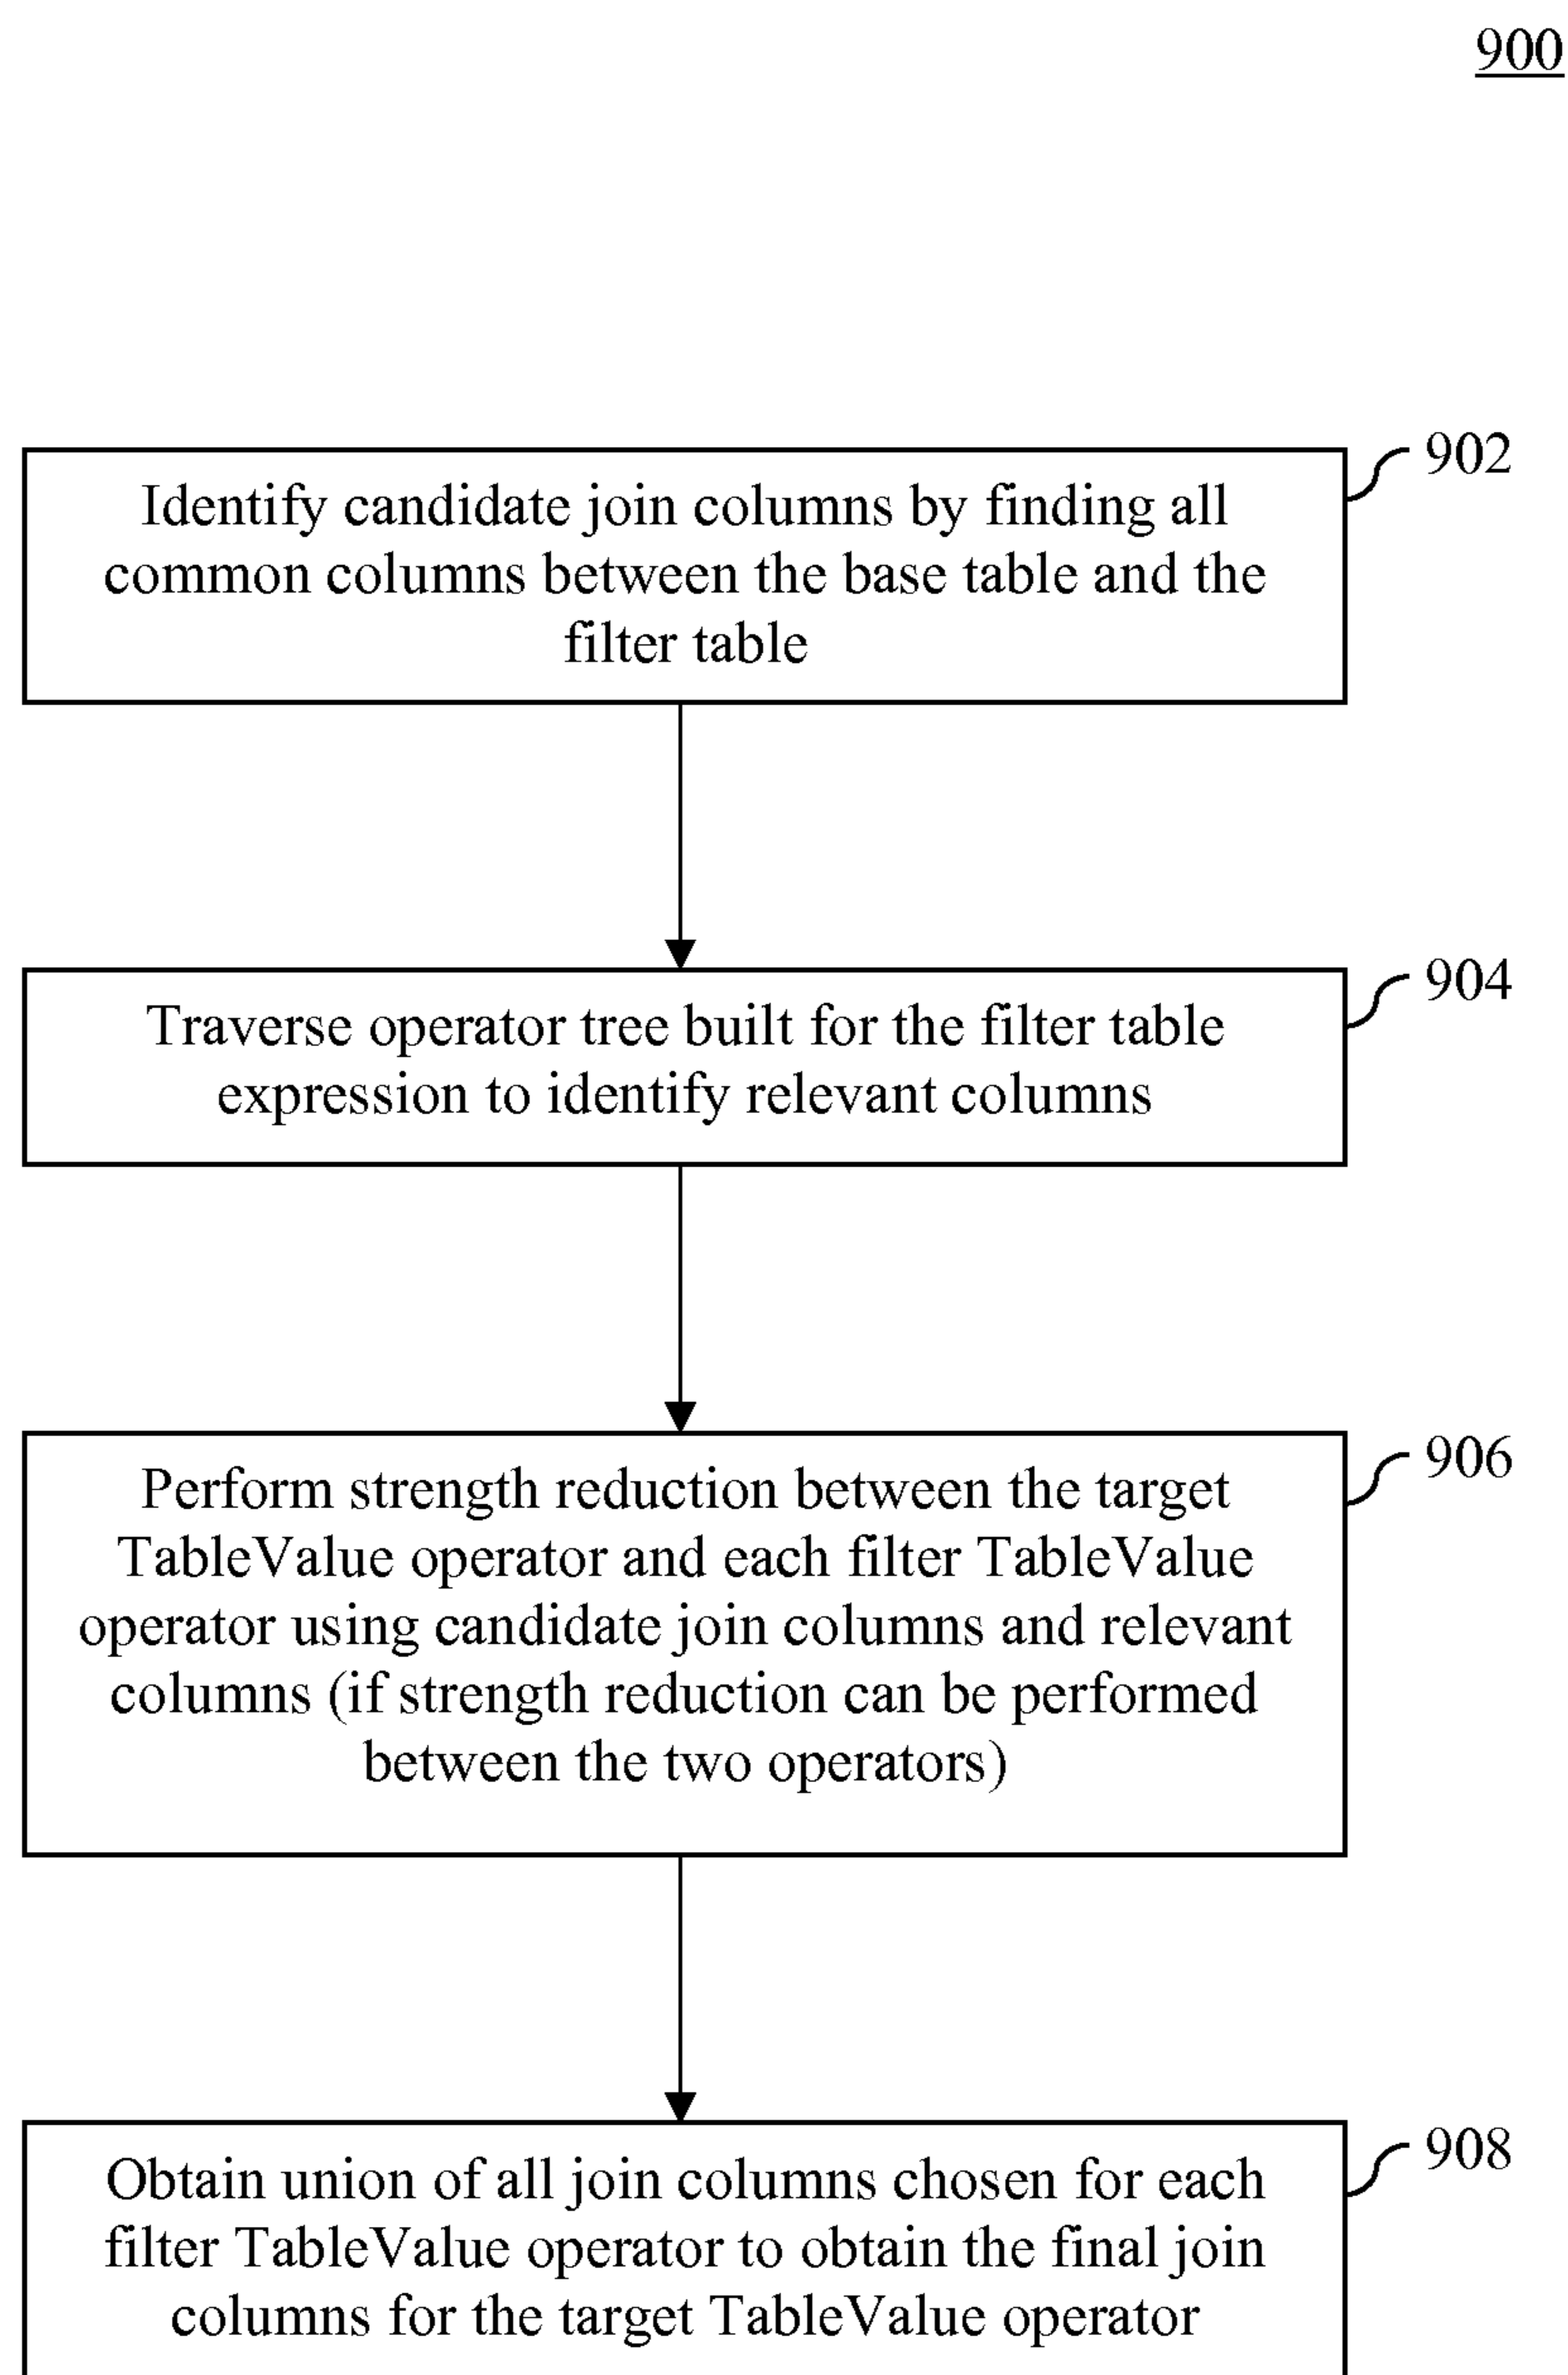 900
902
Identify candidate join columns by finding all
common columns between the base table and the
filter table
904
Traverse operator tree built for the filter table
expression to identify relevant columns
906
Perform strength reduction between the target
TableValue operator and each filter TableValue
operator using candidate join columns and relevant
columns (if strength reduction can be performed
between the two operators)
908
Obtain union of all join columns chosen for each
filter TableValue operator to obtain the final join
columns for the target TableValue operator